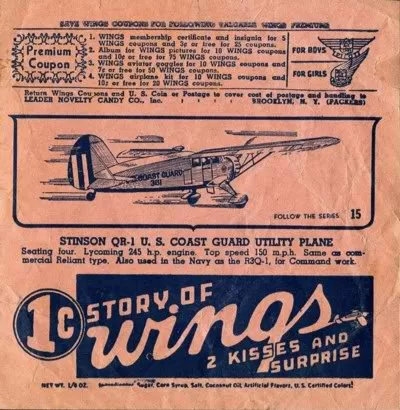 SAVE WINGS COUPONS FOR FOLLOWING VALUABLE WINGS PREMIUMS
Premium
Coupon
1. WINGS membership certificate and insignia for 5
WINGS coupons and 3¢ or free for 25 coupons.
2. Album for WINGS pictures for 10 WINGS coupons
and 10¢ or free for 75 WINGS coupons.
3. WINGS aviator goggles for 10 WINGS coupons and
7¢ or free for 50 WINGS coupons.
4. WINGS airplane kit for 10 WINGS coupons and
10¢ or free for 20 WINGS coupons.
FOR BOYS
FOR GIRLS
Return Wings Coupons and U. S. Coin or Postage to cover cost of postage and handling to
LEADER NOVELTY CANDY CO., Inc. BROOKLYN, N. Y. (PACKERS)
COAST GUARD
381
FOLLOW THE SERIES 15
STINSON QR-1 U. S. COAST GUARD UTILITY PLANE
Seating four. Lycoming 245 h.p. engine. Top speed 150 m.p.h. Same as com-
mercial Reliant type. Also used in the Navy as the R3Q-1, for Command work.
1c
STORY OF
wings
2 KISSES AND
SURPRISE
NET WT. 1/8 OZ. Sugar, Corn Syrup, Salt, Coconut Oil, Artificial Flavors, U. S. Certified Colors!